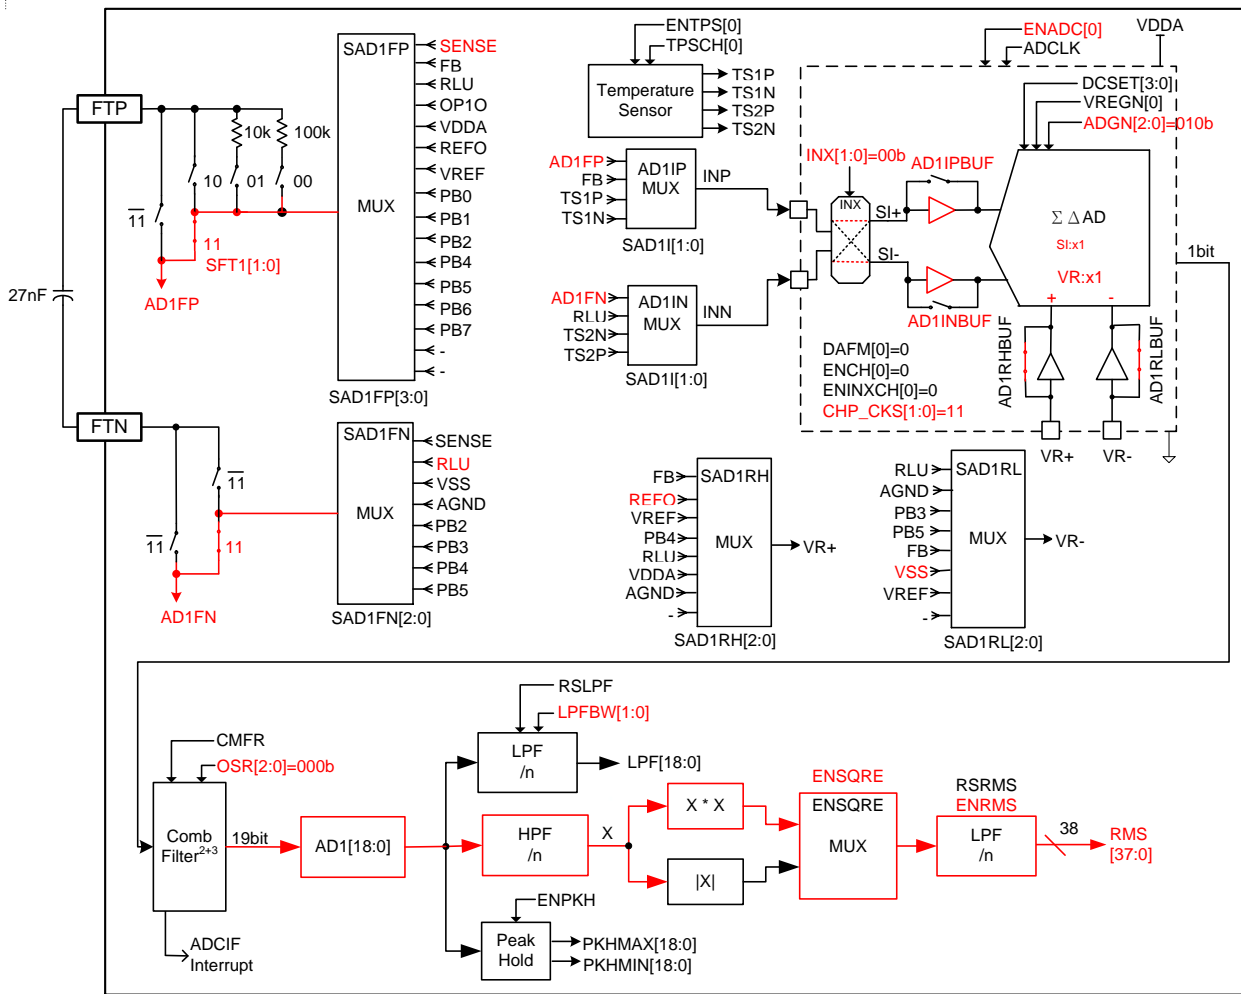 SAD1FP
SENSE
FB
RLU
OP1O
VDDA
REFO
VREF
PB0
PB1
PB2
PB4
PB5
PB6
PB7
-
-
MUX
SAD1FP[3:0]
FTP
10k
100k
10
01
00
11
11
SFT1[1:0]
AD1FP
27nF
FTN
11
11
11
AD1FN
SAD1FN
SENSE
RLU
VSS
AGND
PB2
PB3
PB4
PB5
MUX
SAD1FN[2:0]
ENTPS[0]
TPSCH[0]
Temperature
Sensor
TS1P
TS1N
TS2P
TS2N
AD1FP
FB
TS1P
TS1N
AD1IP
MUX
INP
SAD1I[1:0]
AD1FN
RLU
TS2N
TS2P
AD1IN
MUX
INN
SAD1I[1:0]
ENADC[0]
ADCLK
VDDA
DCSET[3:0]
VREGN[0]
ADGN[2:0]=010b
INX[1:0]=00b
INX
SI+
SI-
AD1IPBUF
AD1INBUF
Σ Δ AD
SI:x1
VR:x1
+
-
1bit
DAFM[0]=0
ENCH[0]=0
ENINXCH[0]=0
CHP_CKS[1:0]=11
AD1RHBUF
AD1RLBUF
VR+
VR-
FB
REFO
VREF
PB4
RLU
VDDA
AGND
-
SAD1RH
MUX
VR+
SAD1RH[2:0]
RLU
AGND
PB3
PB5
FB
VSS
VREF
-
SAD1RL
MUX
VR-
SAD1RL[2:0]
CMFR
OSR[2:0]=000b
Comb
Filter2+3
19bit
ADCIF
Interrupt
AD1[18:0]
RSLPF
LPFBW[1:0]
LPF
/n
LPF[18:0]
HPF
/n
X
X * X
|X|
ENPKH
Peak
Hold
PKHMAX[18:0]
PKHMIN[18:0]
ENSQRE
ENSQRE
MUX
RSRMS
ENRMS
LPF
/n
38
RMS
[37:0]